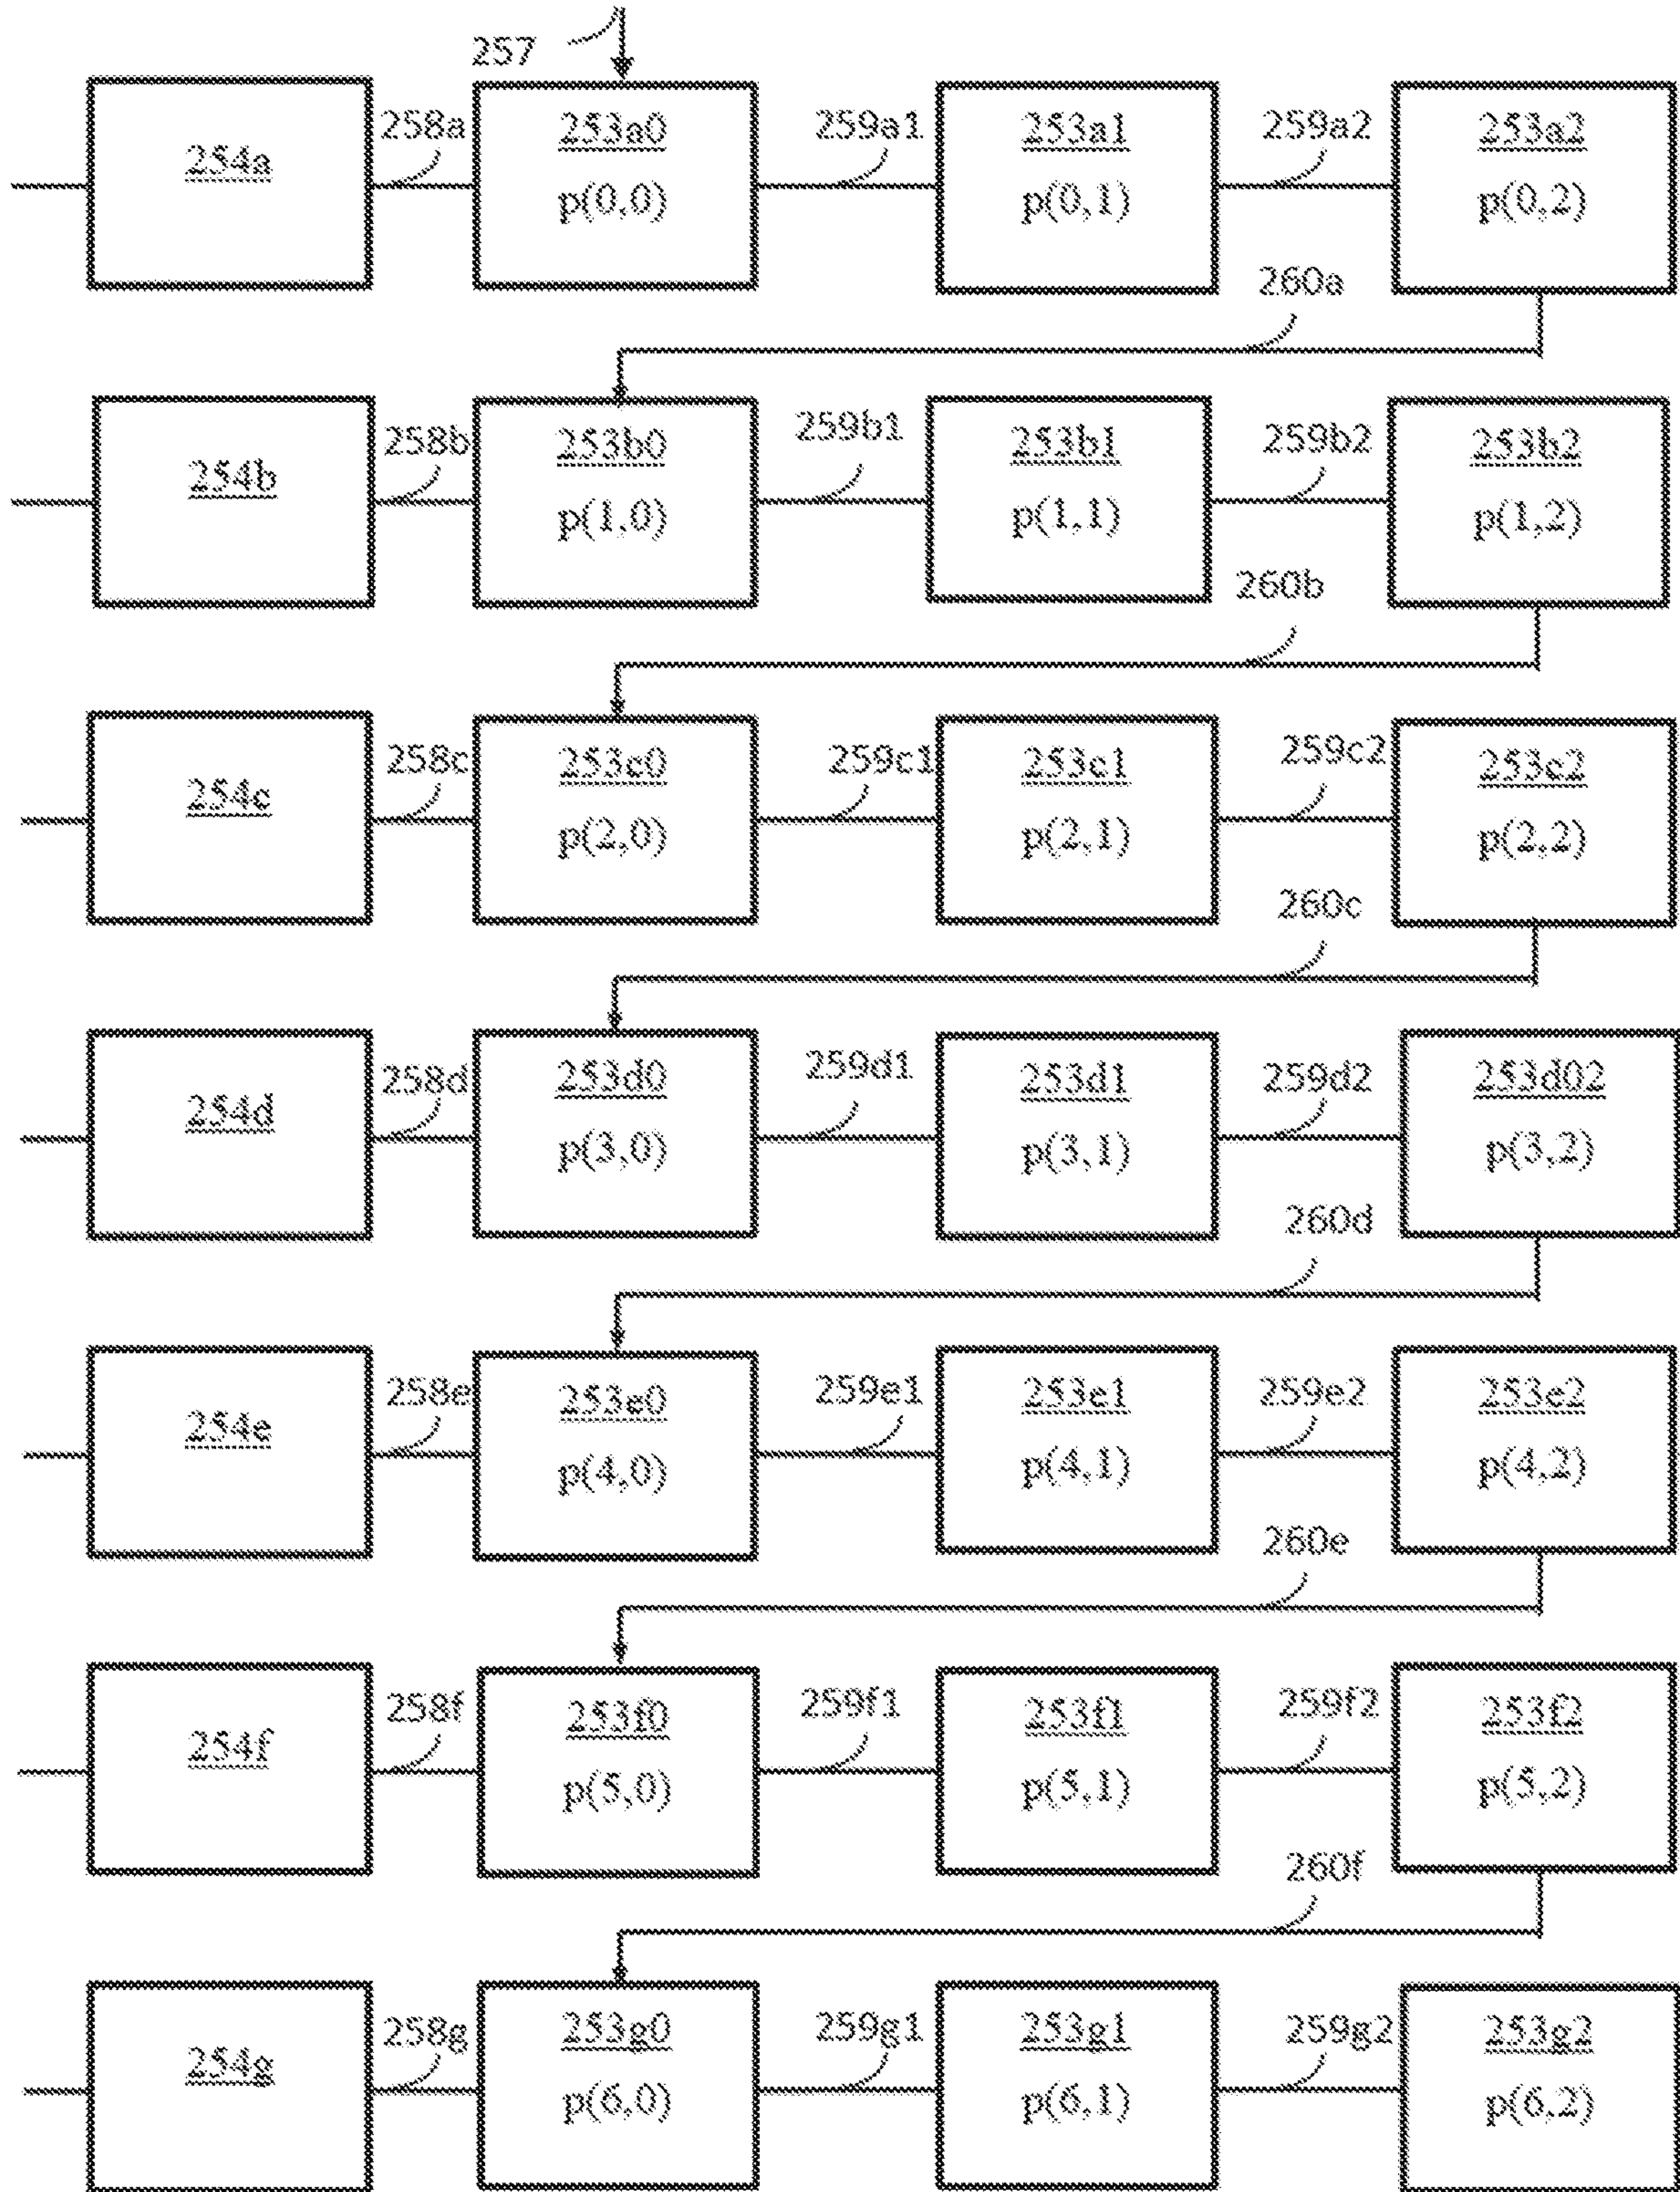 257
258a 253a0 259a1 253a1 259a2 253a2
254a
p(0,0) p(0,1) p(0,2)
260a
258b 253b0 259b1 253b1 259b2 253b2
254b
p(1,0) p(1,1) p(1,2)
260b
258c 253c0 259c1 253c1 259c2 253c2
254c
p(2,0) p(2,1) p(2,2)
260c
258d 253d0 259d1 253d1 259d2 253d02
254d
p(3,0) p(3,1) p(3,2)
260d
258e 253e0 259e1 253e1 259e2 253e2
254e
p(4,0) p(4,1) p(4,2)
260e
258f 253f0 259f1 253f1 259f2 253f2
254f
p(5,0) p(5,1) p(5,2)
260f
258g 253g0 259g1 253g1 259g2 253g2
254g
p(6,0) p(6,1) p(6,2)